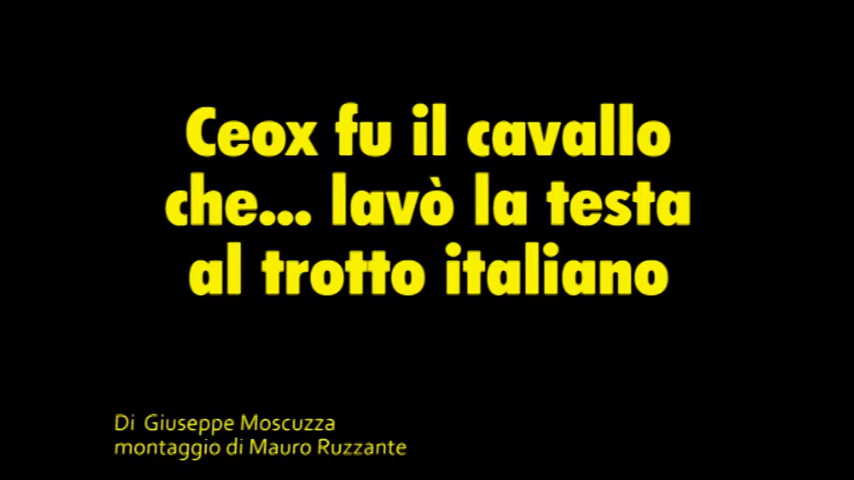 Ceox fu il cavallo
che... lavò la testa
al trotto italiano
Di Giuseppe Moscuzza
montaggio di Mauro Ruzzante